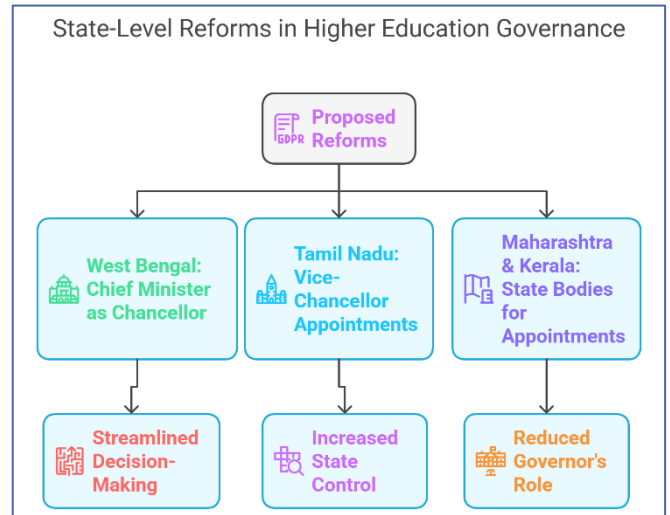 State-Level Reforms in Higher Education Governance
GDPR
Proposed
Reforms
West Bengal:
Chief Minister
as Chancellor
Tamil Nadu:
Vice-
Chancellor
Appointments
Maharashtra
& Kerala:
State Bodies
for
Appointments
Streamlined
Decision-
Making
Increased
State
Control
Reduced
Governor's
Role